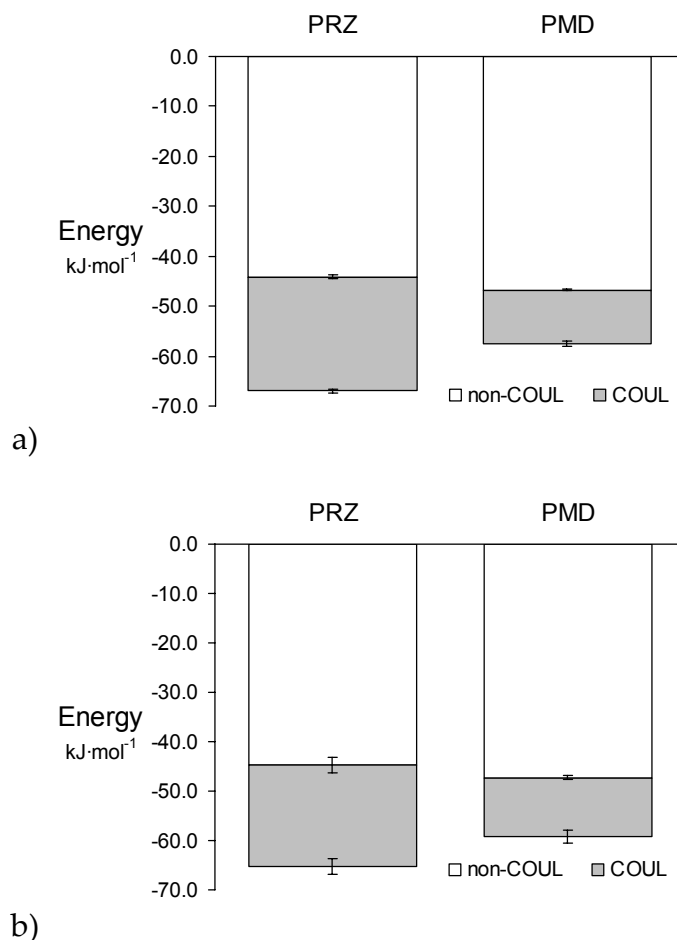 PRZ PMD
0.0
-10.0
-20.0
-30.0
Energy
-40.0
kJ·mol⁻¹
-50.0
-60.0
non-COUL COUL
-70.0
a)
PRZ PMD
0.0
-10.0
-20.0
-30.0
Energy
-40.0
kJ·mol⁻¹
-50.0
-60.0
non-COUL COUL
-70.0
b)